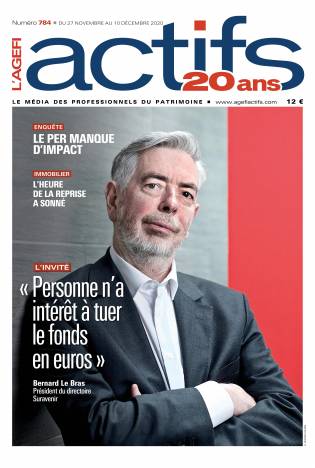 Numéro 784 ■ DU 27 NOVEMBRE AU 10 DÉCEMBRE 2020
L'AGEFI
actifs
20 ans
LE MÉDIA DES PROFESSIONNELS DU PATRIMOINE ■ www.agefiactifs.com 12 €
ENQUÊTE
LE PER MANQUE
D'IMPACT
IMMOBILIER
L'HEURE
DE LA REPRISE
A SONNÉ
L'INVITÉ
« Personne n'a
intérêt à tuer
le fonds
en euros »
Bernard Le Bras
Président du directoire
Suravenir